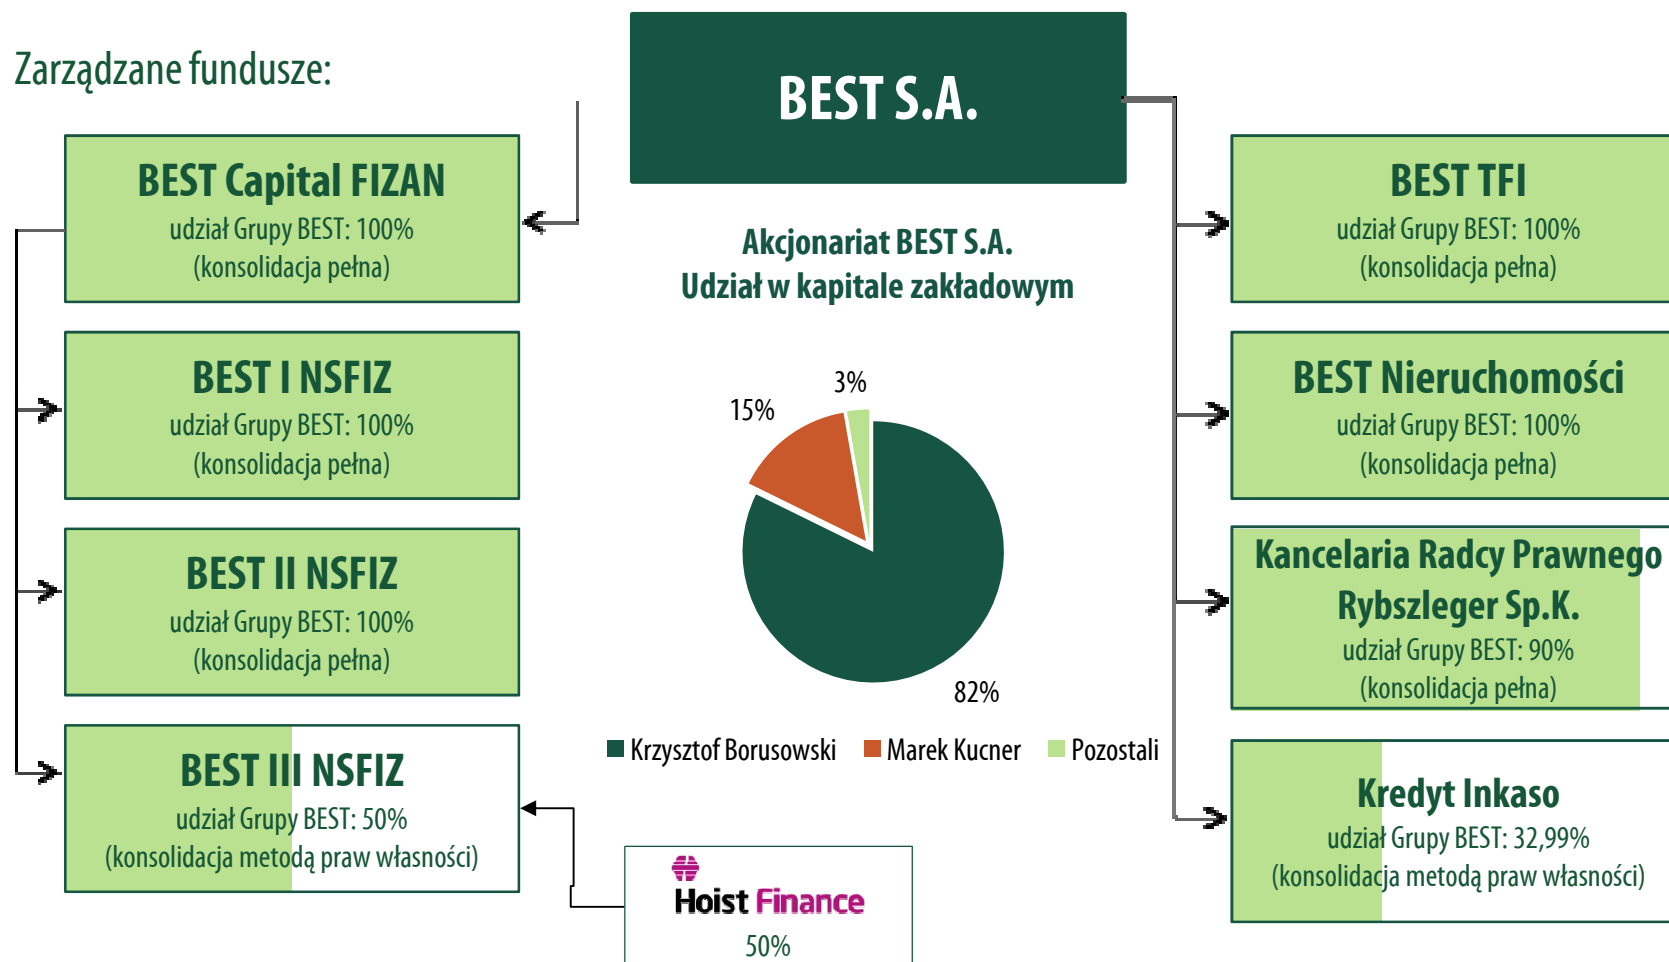 Zarządzane fundusze:
BEST S.A.
BEST Capital FIZAN
udział Grupy BEST: 100%
(konsolidacja pełna)
BEST I NSFIZ
udział Grupy BEST: 100%
(konsolidacja pełna)
BEST II NSFIZ
udział Grupy BEST: 100%
(konsolidacja pełna)
BEST III NSFIZ
udział Grupy BEST: 50%
(konsolidacja metodą praw własności)
Akcjonariat BEST S.A.
Udział w kapitale zakładowym
3%
15%
82%
Krzysztof Borusowski
Marek Kucner
Pozostali
Hoist Finance
50%
BEST TFI
udział Grupy BEST: 100%
(konsolidacja pełna)
BEST Nieruchomości
udział Grupy BEST: 100%
(konsolidacja pełna)
Kancelaria Radcy Prawnego
Rybszleger Sp.K.
udział Grupy BEST: 90%
(konsolidacja pełna)
Kredyt Inkaso
udział Grupy BEST: 32,99%
(konsolidacja metodą praw własności)